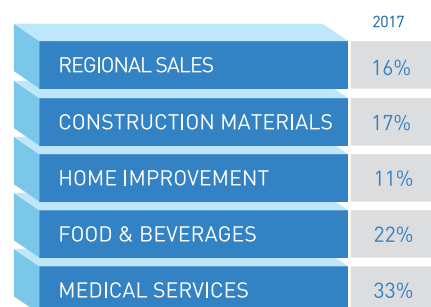 2017
REGIONAL SALES 16%
CONSTRUCTION MATERIALS 17%
HOME IMPROVEMENT 11%
FOOD & BEVERAGES 22%
MEDICAL SERVICES 33%